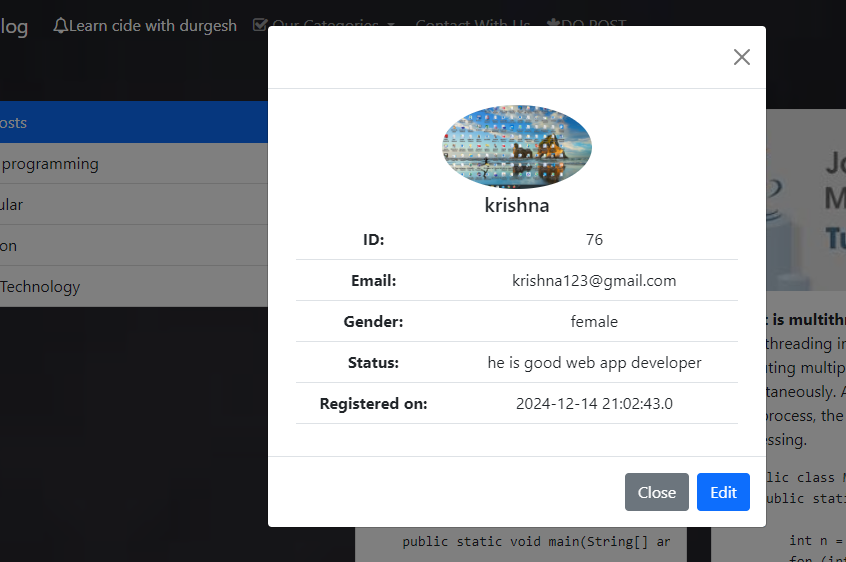 log Learn cide with durgesh Our Categories Contact With Us DO POST
osts
programming
ular
on
Technology
krishna
ID: 76
Email: krishna123@gmail.com
Gender: female
Status: he is good web app developer
Registered on: 2024-12-14 21:02:43.0
Close Edit
Jo
M
Tu
t is multith
threading in
uting multip
taneously. A
process, the
essing.
lic class M
ublic stati
int n =
for (int
public static void main(String[] ar